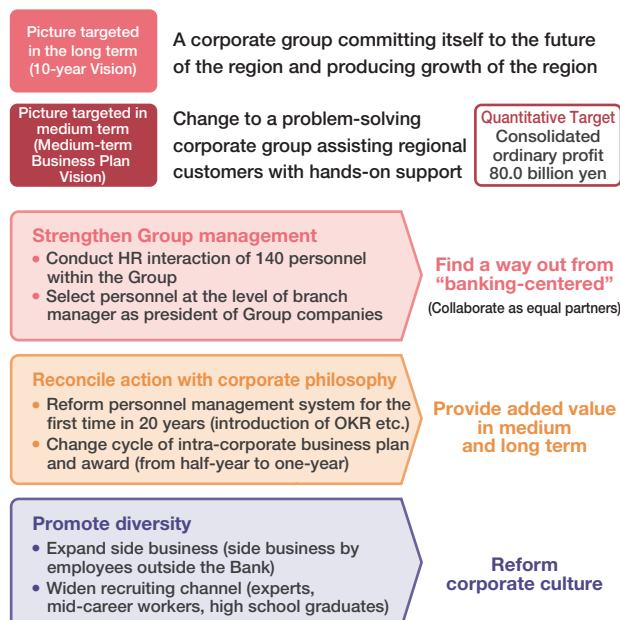 Picture targeted
in the long term
(10-year Vision)
A corporate group committing itself to the future
of the region and producing growth of the region
Picture targeted in
medium term
(Medium-term
Business Plan
Vision)
Change to a problem-solving
corporate group assisting regional
customers with hands-on support
Quantitative Target
Consolidated
ordinary profit
80.0 billion yen
Strengthen Group management
• Conduct HR interaction of 140 personnel
within the Group
• Select personnel at the level of branch
manager as president of Group companies
Find a way out from
“banking-centered”
(Collaborate as equal partners)
Reconcile action with corporate philosophy
• Reform personnel management system for the
first time in 20 years (introduction of OKR etc.)
• Change cycle of intra-corporate business plan
and award (from half-year to one-year)
Provide added value
in medium
and long term
Promote diversity
• Expand side business (side business by
employees outside the Bank)
• Widen recruiting channel (experts,
mid-career workers, high school graduates)
Reform
corporate culture